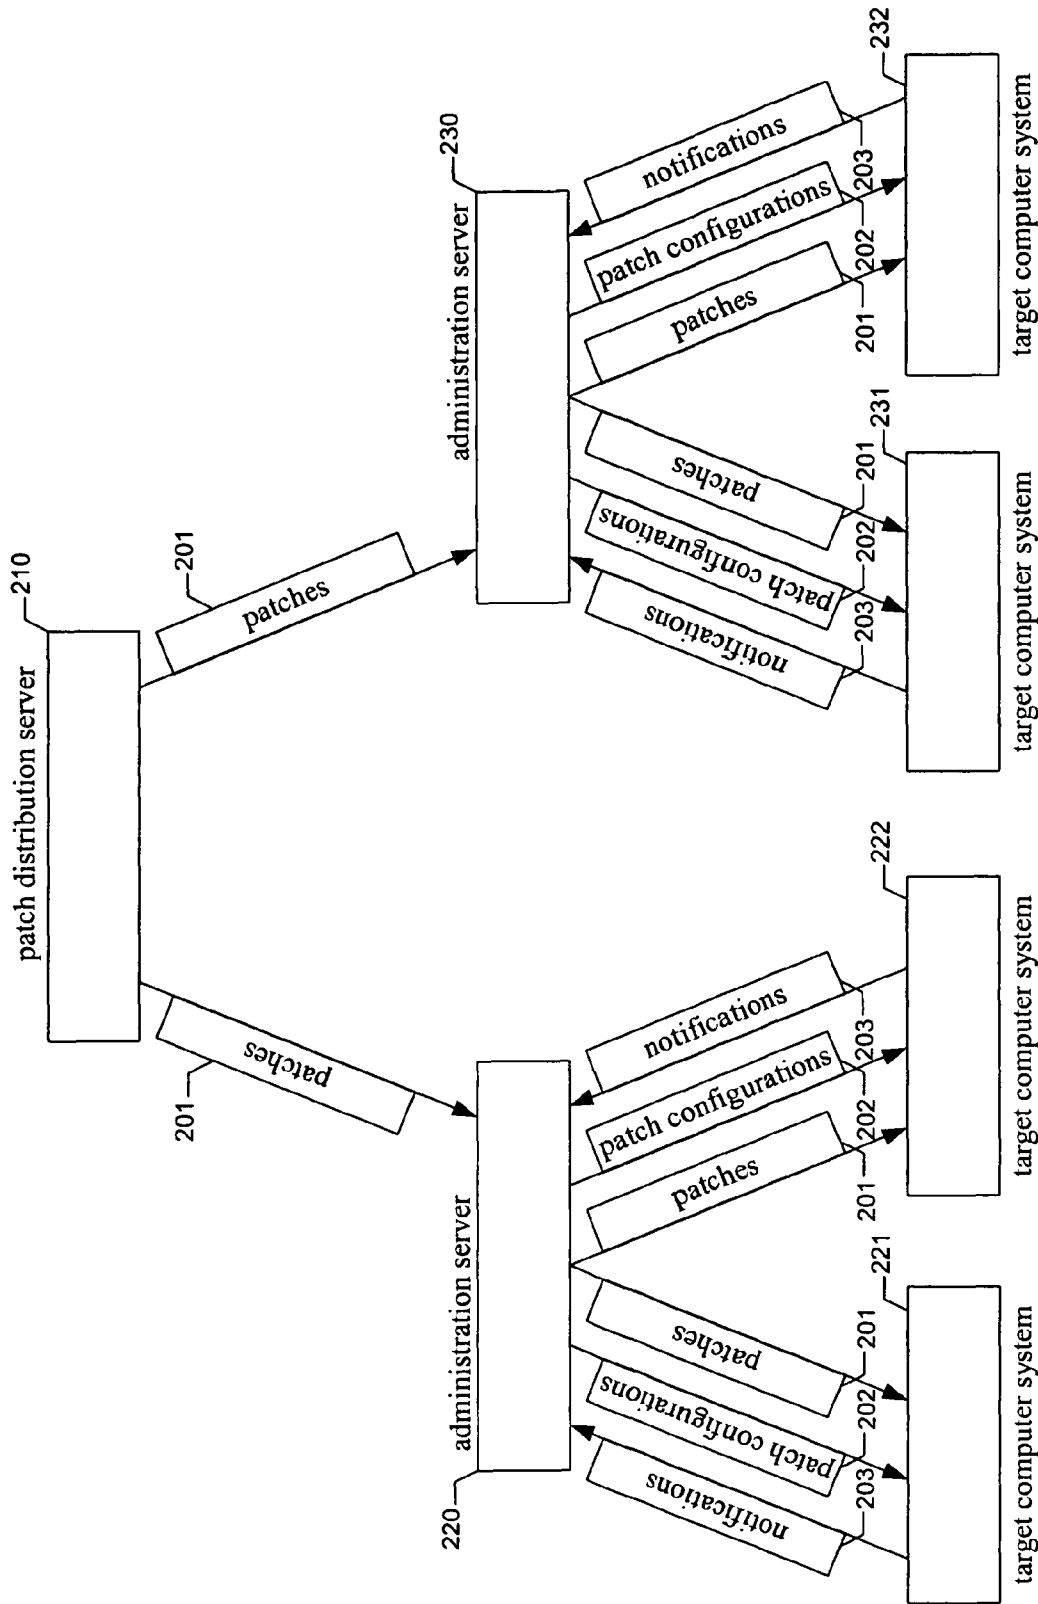 patch distribution server
210
patches
201
patches
201
administration server
220
administration server
230
notifications
203
patch configurations
202
patches
201
patches
201
patch configurations
202
notifications
203
notifications
203
patch configurations
202
patches
201
patches
201
patch configurations
202
notifications
203
221
target computer system
222
target computer system
231
target computer system
232
target computer system